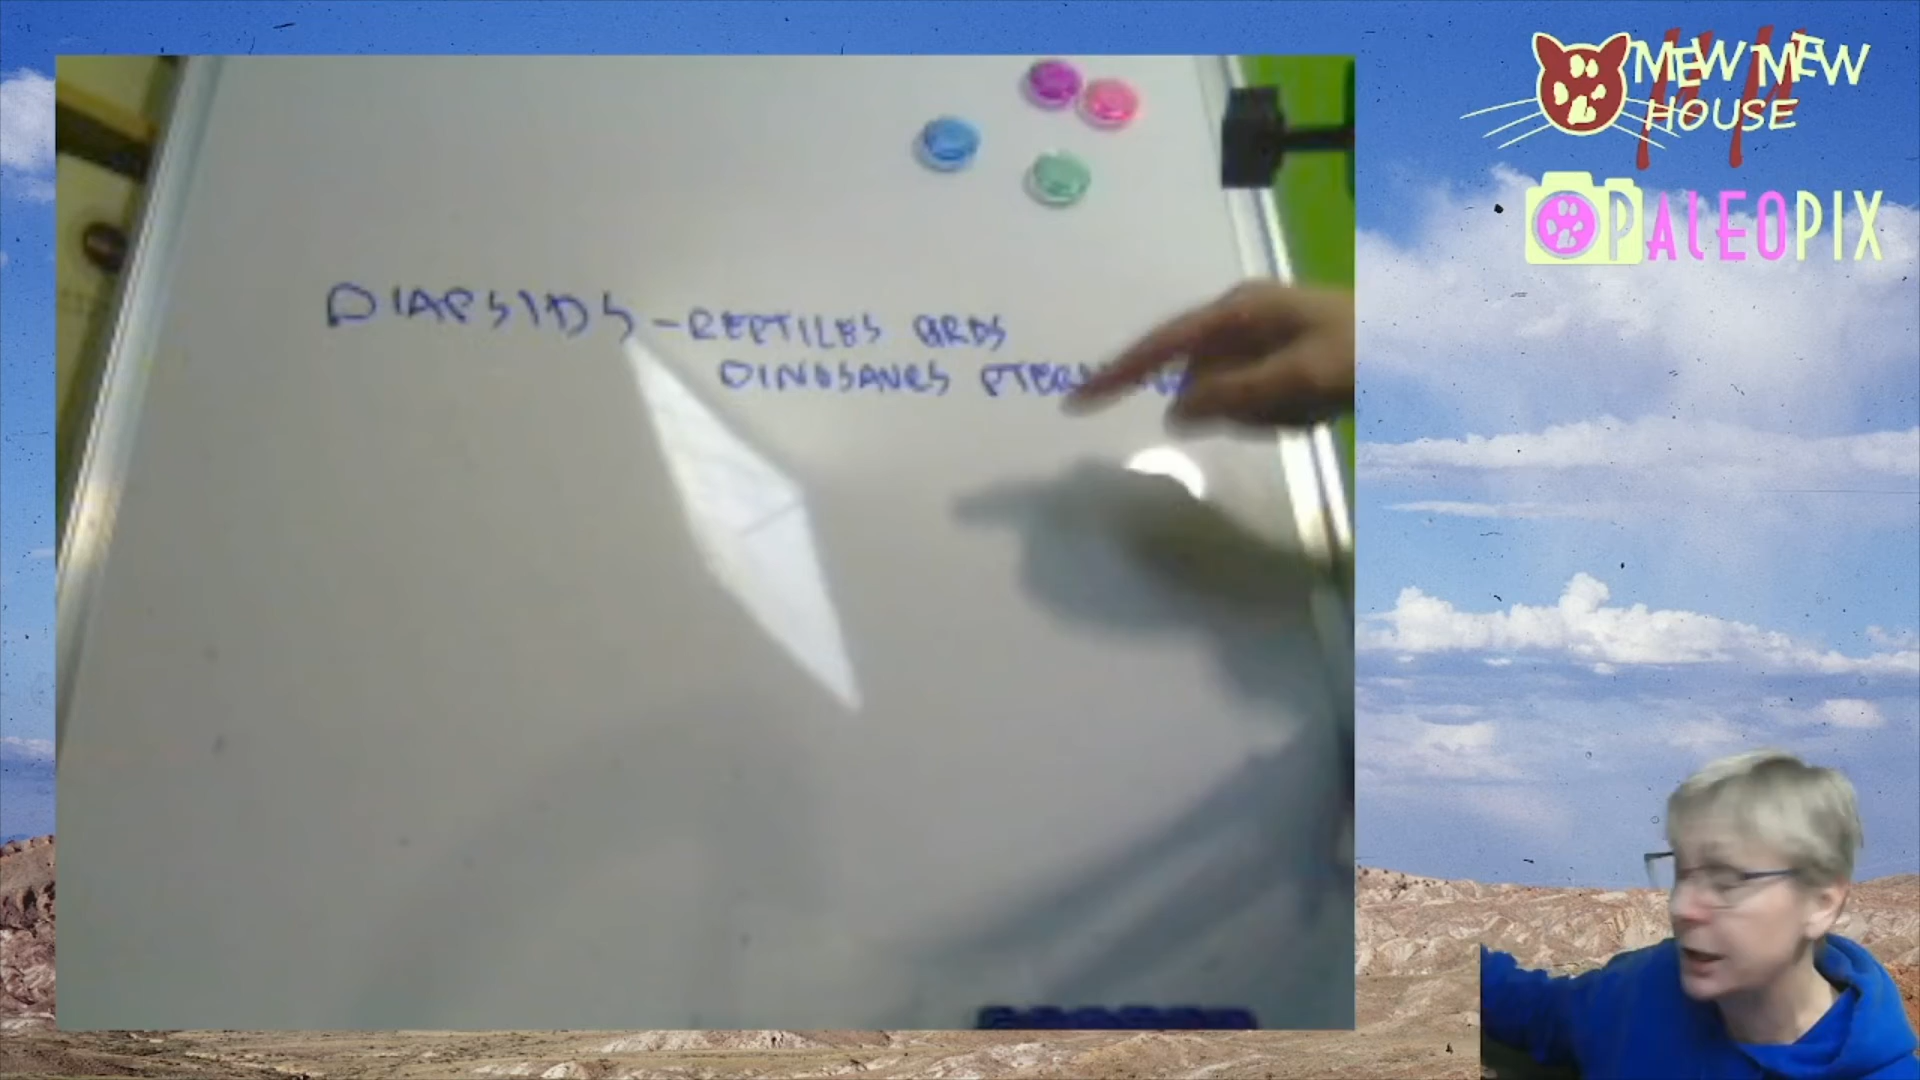 MEW MEW
HOUSE
PALEOPIX
DIAPSIDS - REPTILES BIRDS
DINOSAURS